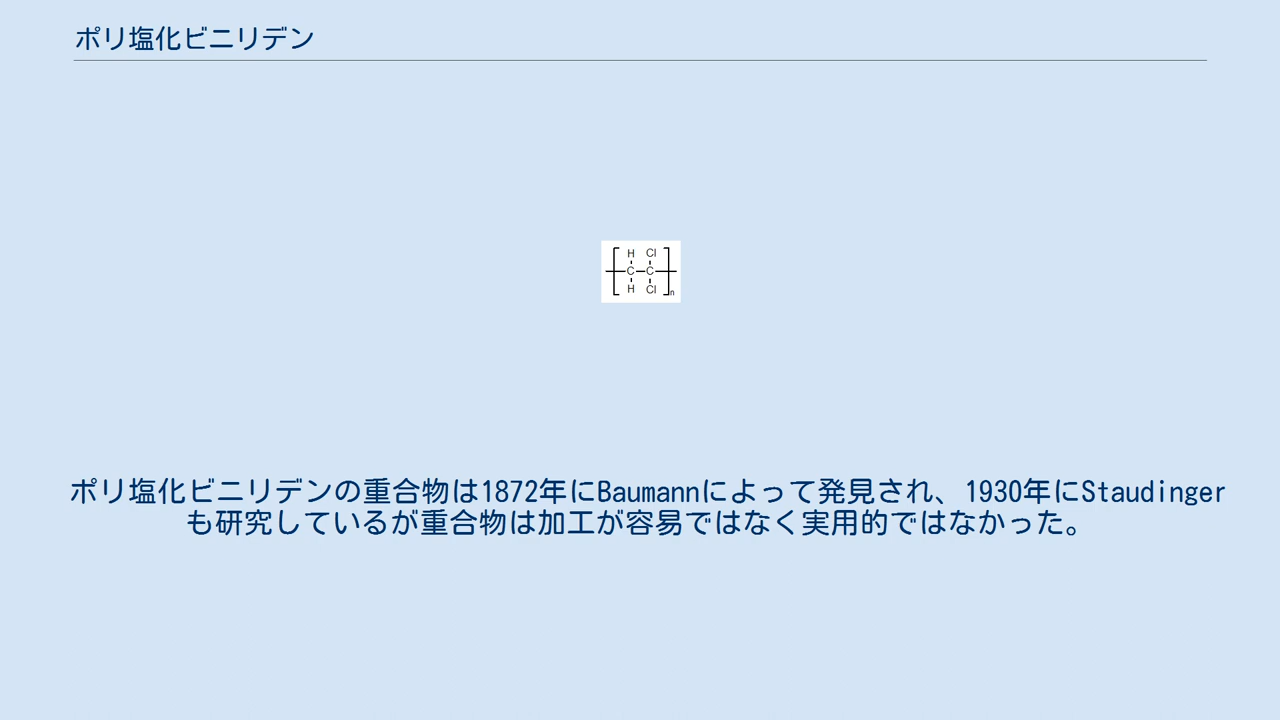 ポリ塩化ビニリデン
H Cl
C C
H Cl
n
ポリ塩化ビニリデンの重合物は1872年にBaumannによって発見され、1930年にStaudinger
も研究しているが重合物は加工が容易ではなく実用的ではなかった。